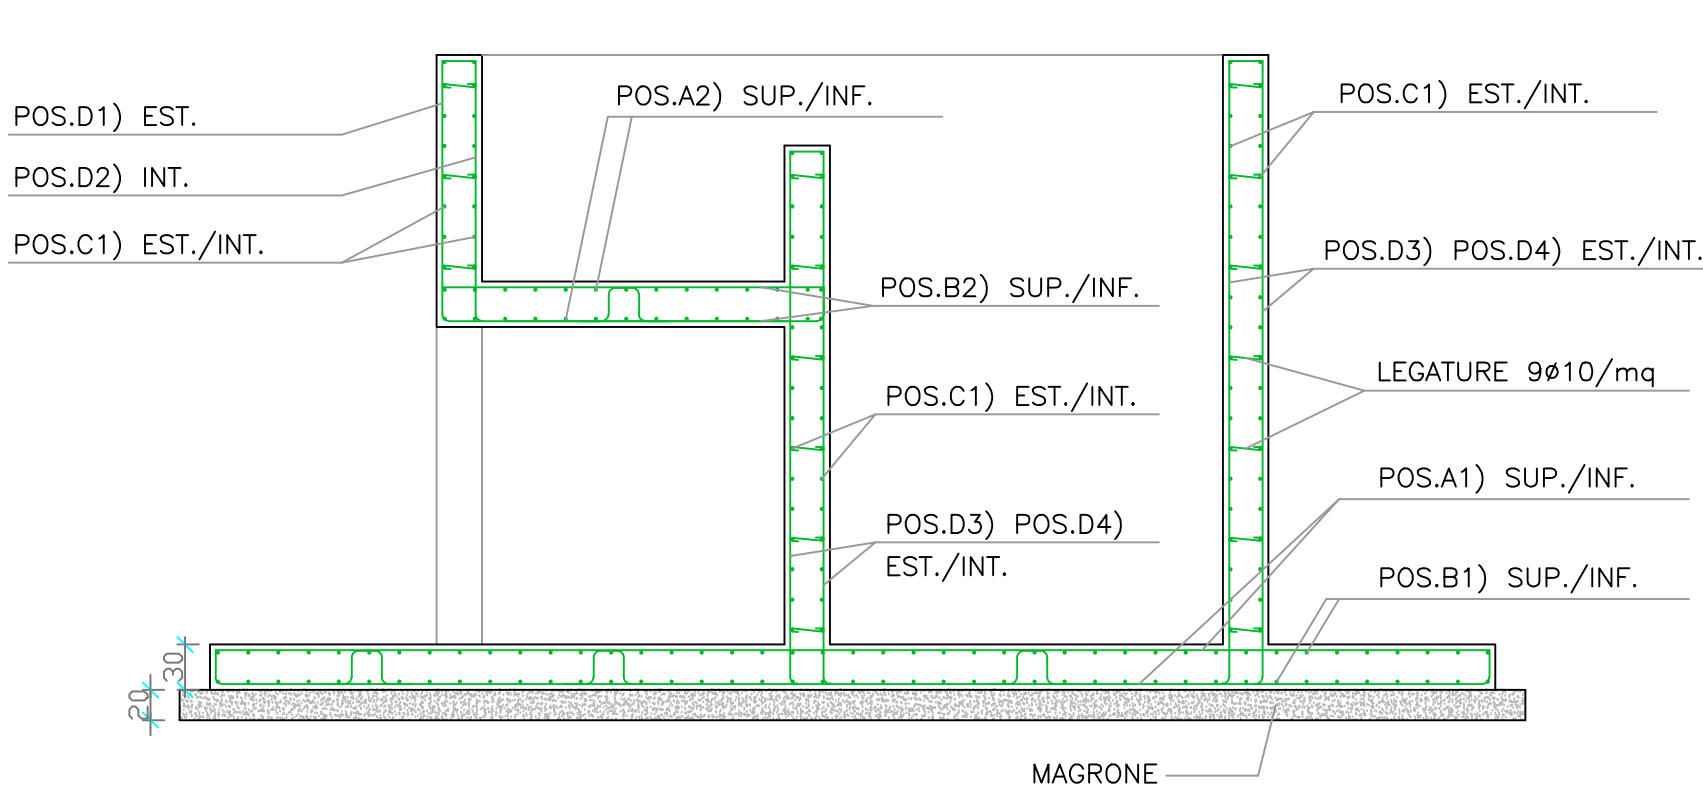 POS.A2) SUP./INF.
POS.C1) EST./INT.
POS.D1) EST.
POS.D2) INT.
POS.C1) EST./INT.
POS.D3) POS.D4) EST./INT.
POS.B2) SUP./INF.
LEGATURE 9ø10/mq
POS.C1) EST./INT.
POS.A1) SUP./INF.
POS.D3) POS.D4)
EST./INT.
POS.B1) SUP./INF.
30
20
MAGRONE